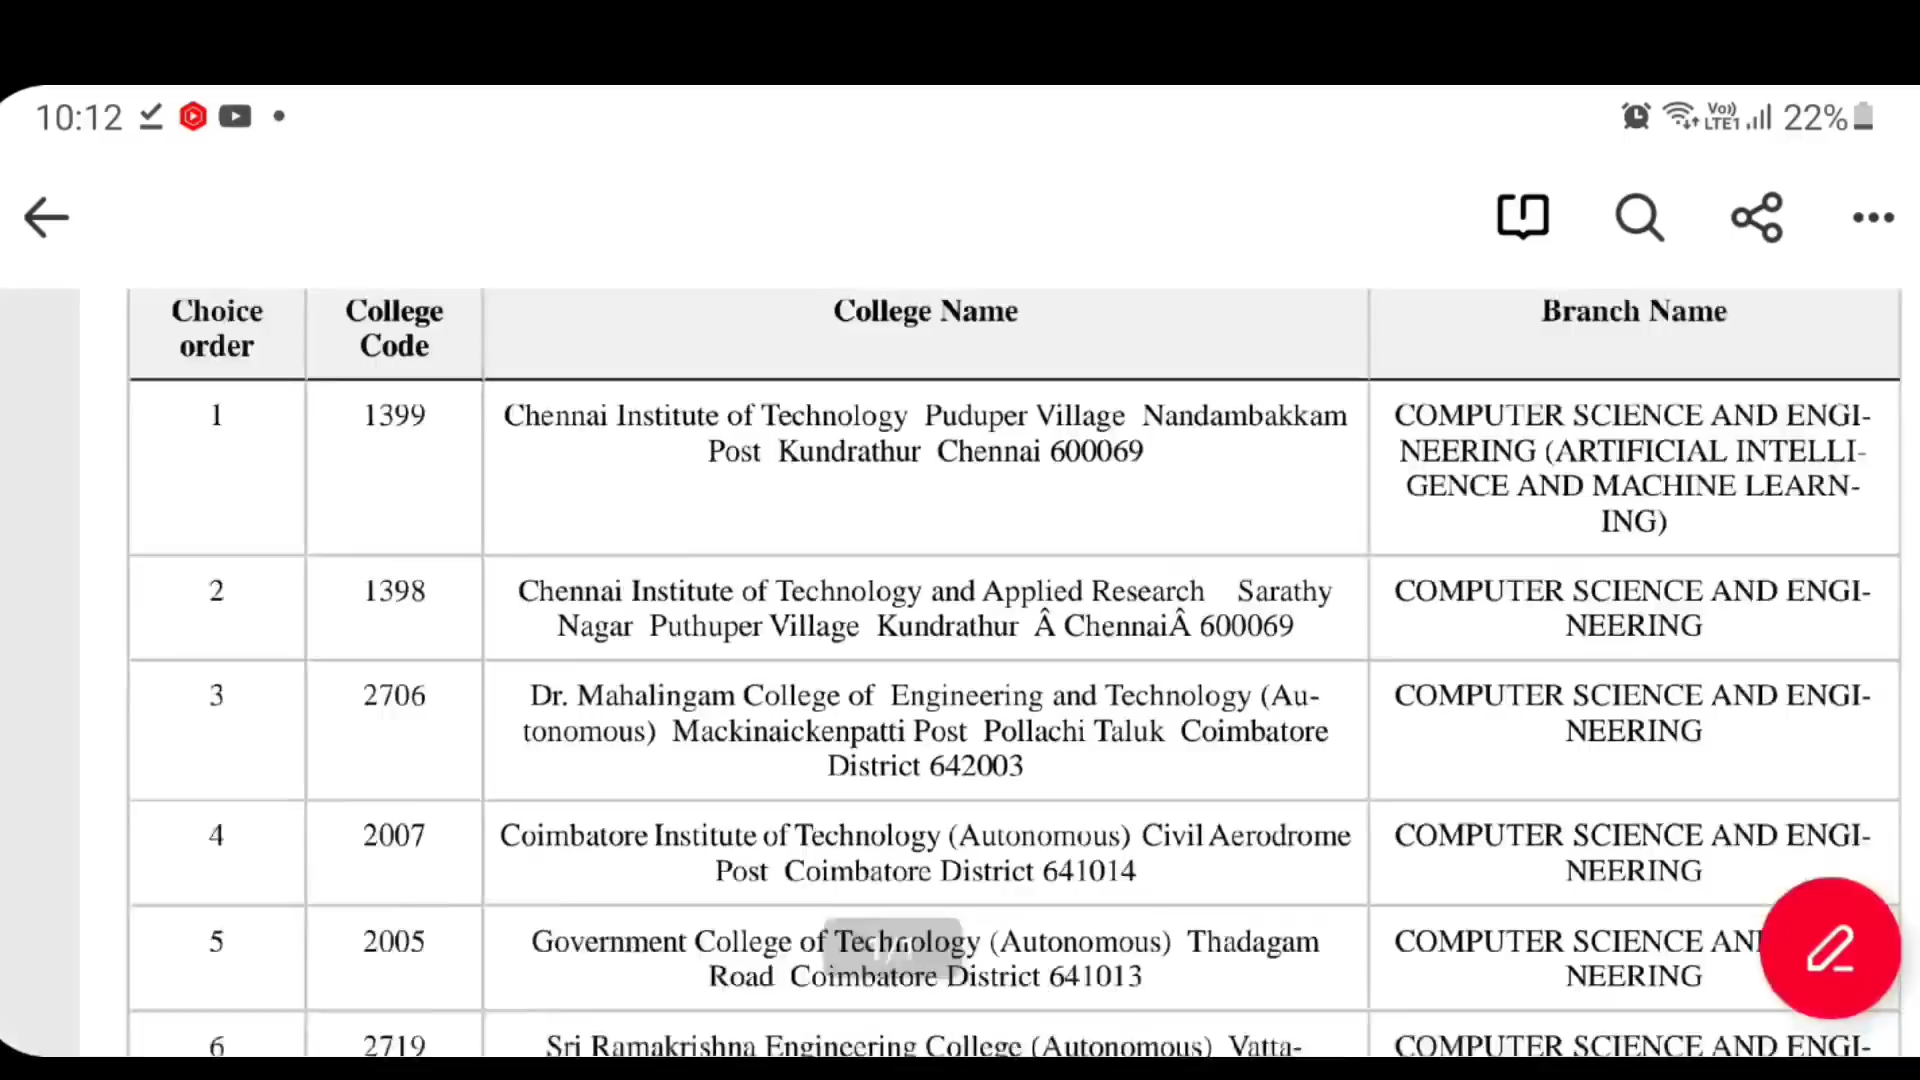 10:12
Vo)) LTE1 22%
Choice order
College Code
College Name
Branch Name
1
1399
Chennai Institute of Technology Puduper Village Nandambakkam
Post Kundrathur Chennai 600069
COMPUTER SCIENCE AND ENGI-
NEERING (ARTIFICIAL INTELLI-
GENCE AND MACHINE LEARN-
ING)
2
1398
Chennai Institute of Technology and Applied Research Sarathy
Nagar Puthuper Village Kundrathur Â ChennaiÂ 600069
COMPUTER SCIENCE AND ENGI-
NEERING
3
2706
Dr. Mahalingam College of Engineering and Technology (Au-
tonomous) Mackinaickenpatti Post Pollachi Taluk Coimbatore
District 642003
COMPUTER SCIENCE AND ENGI-
NEERING
4
2007
Coimbatore Institute of Technology (Autonomous) Civil Aerodrome
Post Coimbatore District 641014
COMPUTER SCIENCE AND ENGI-
NEERING
5
2005
Government College of Technology (Autonomous) Thadagam
Road Coimbatore District 641013
COMPUTER SCIENCE AN
NEERING
6
2719
Sri Ramakrishna Engineering College (Autonomous) Vatta-
COMPUTER SCIENCE AND ENGI-